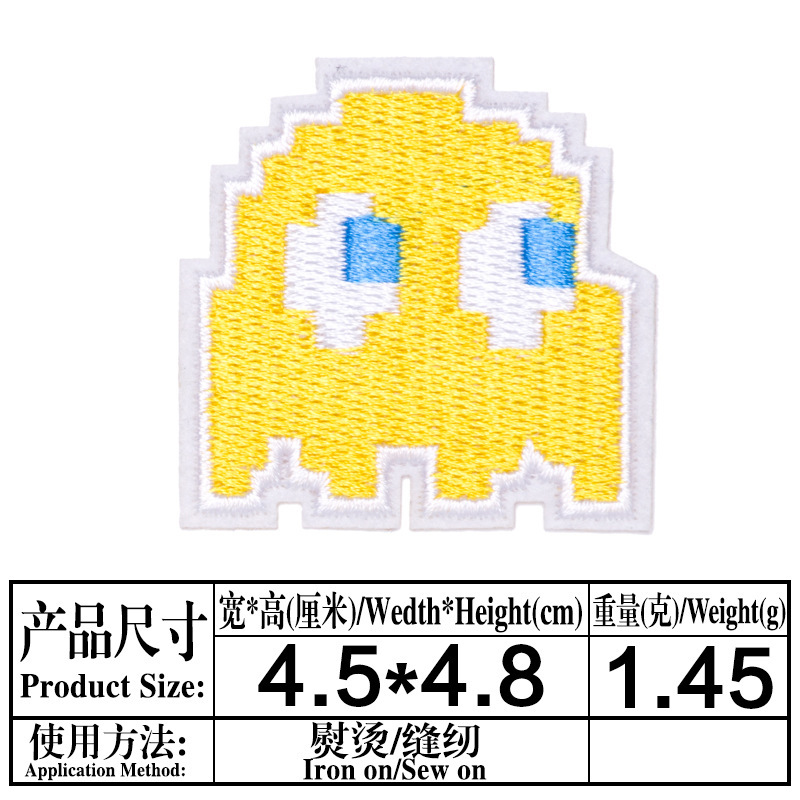 产品尺寸
Product Size:
宽*高(厘米)/Wedth*Height(cm)
重量(克)/Weight(g)
4.5*4.8
1.45
使用方法:
Application Method:
熨烫/缝纫
Iron on/Sew on